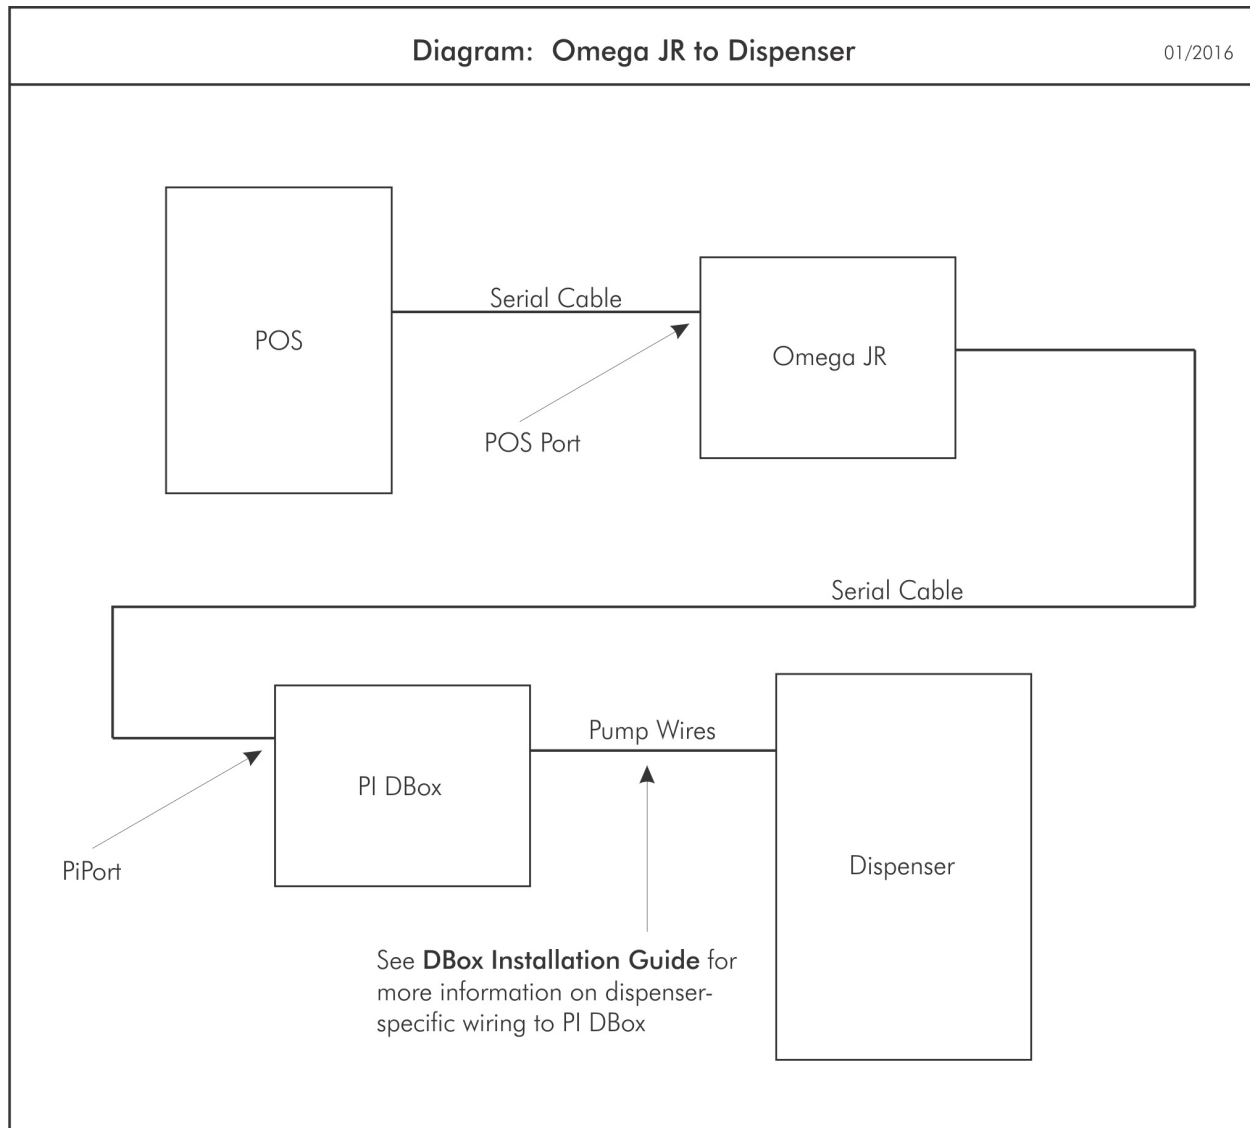 Diagram: Omega JR to Dispenser
01/2016
Serial Cable
POS
Omega JR
POS Port
Serial Cable
Pump Wires
PI DBox
PiPort
Dispenser
See DBox Installation Guide for
more information on dispenser-
specific wiring to PI DBox